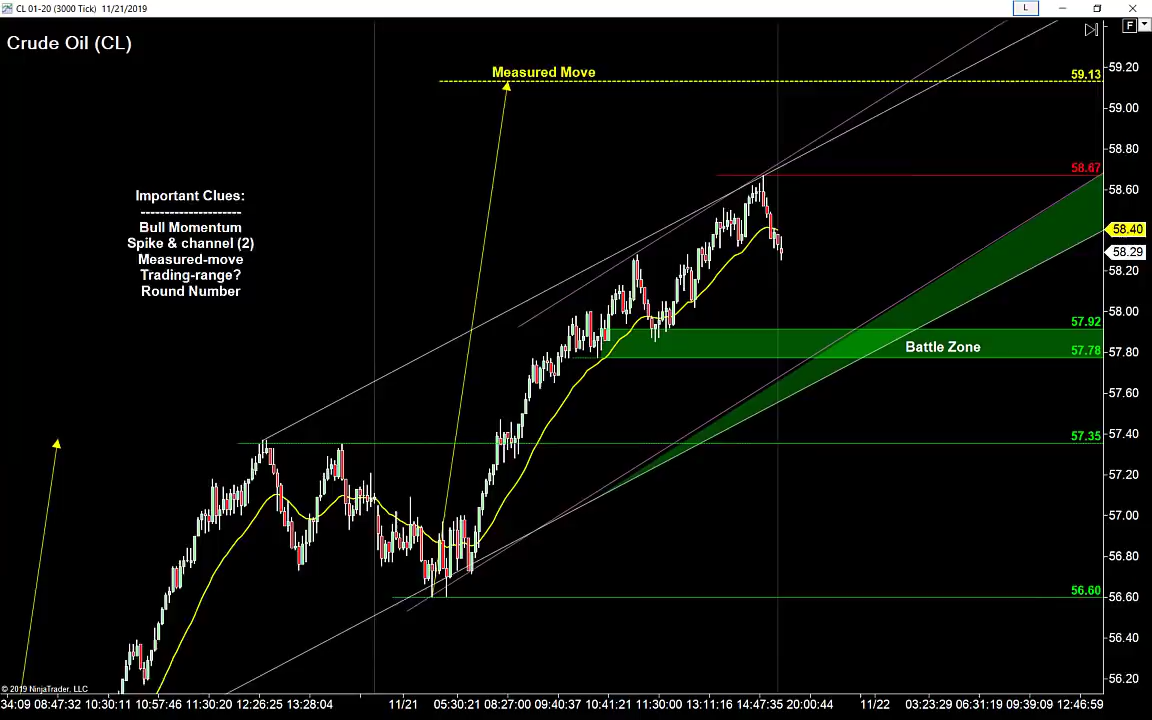 CL 01-20 (3000 Tick) 11/21/2019
L
F
Crude Oil (CL)
Measured Move
59.13
59.20
59.00
58.80
58.67
58.60
Important Clues:
---------------------
Bull Momentum
Spike & channel (2)
Measured-move
Trading-range?
Round Number
58.40
58.29
58.20
58.00
57.92
Battle Zone
57.78
57.80
57.60
57.35
57.40
57.20
57.00
56.80
56.60
56.60
56.40
56.20
© 2019 NinjaTrader, LLC
34:09 08:47:32 10:30:11 10:57:46 11:30:20 12:26:25 13:28:04 11/21 05:30:21 08:27:00 09:40:37 10:41:21 11:30:00 13:11:16 14:47:35 20:00:44 11/22 03:23:29 06:31:19 09:39:09 12:46:59